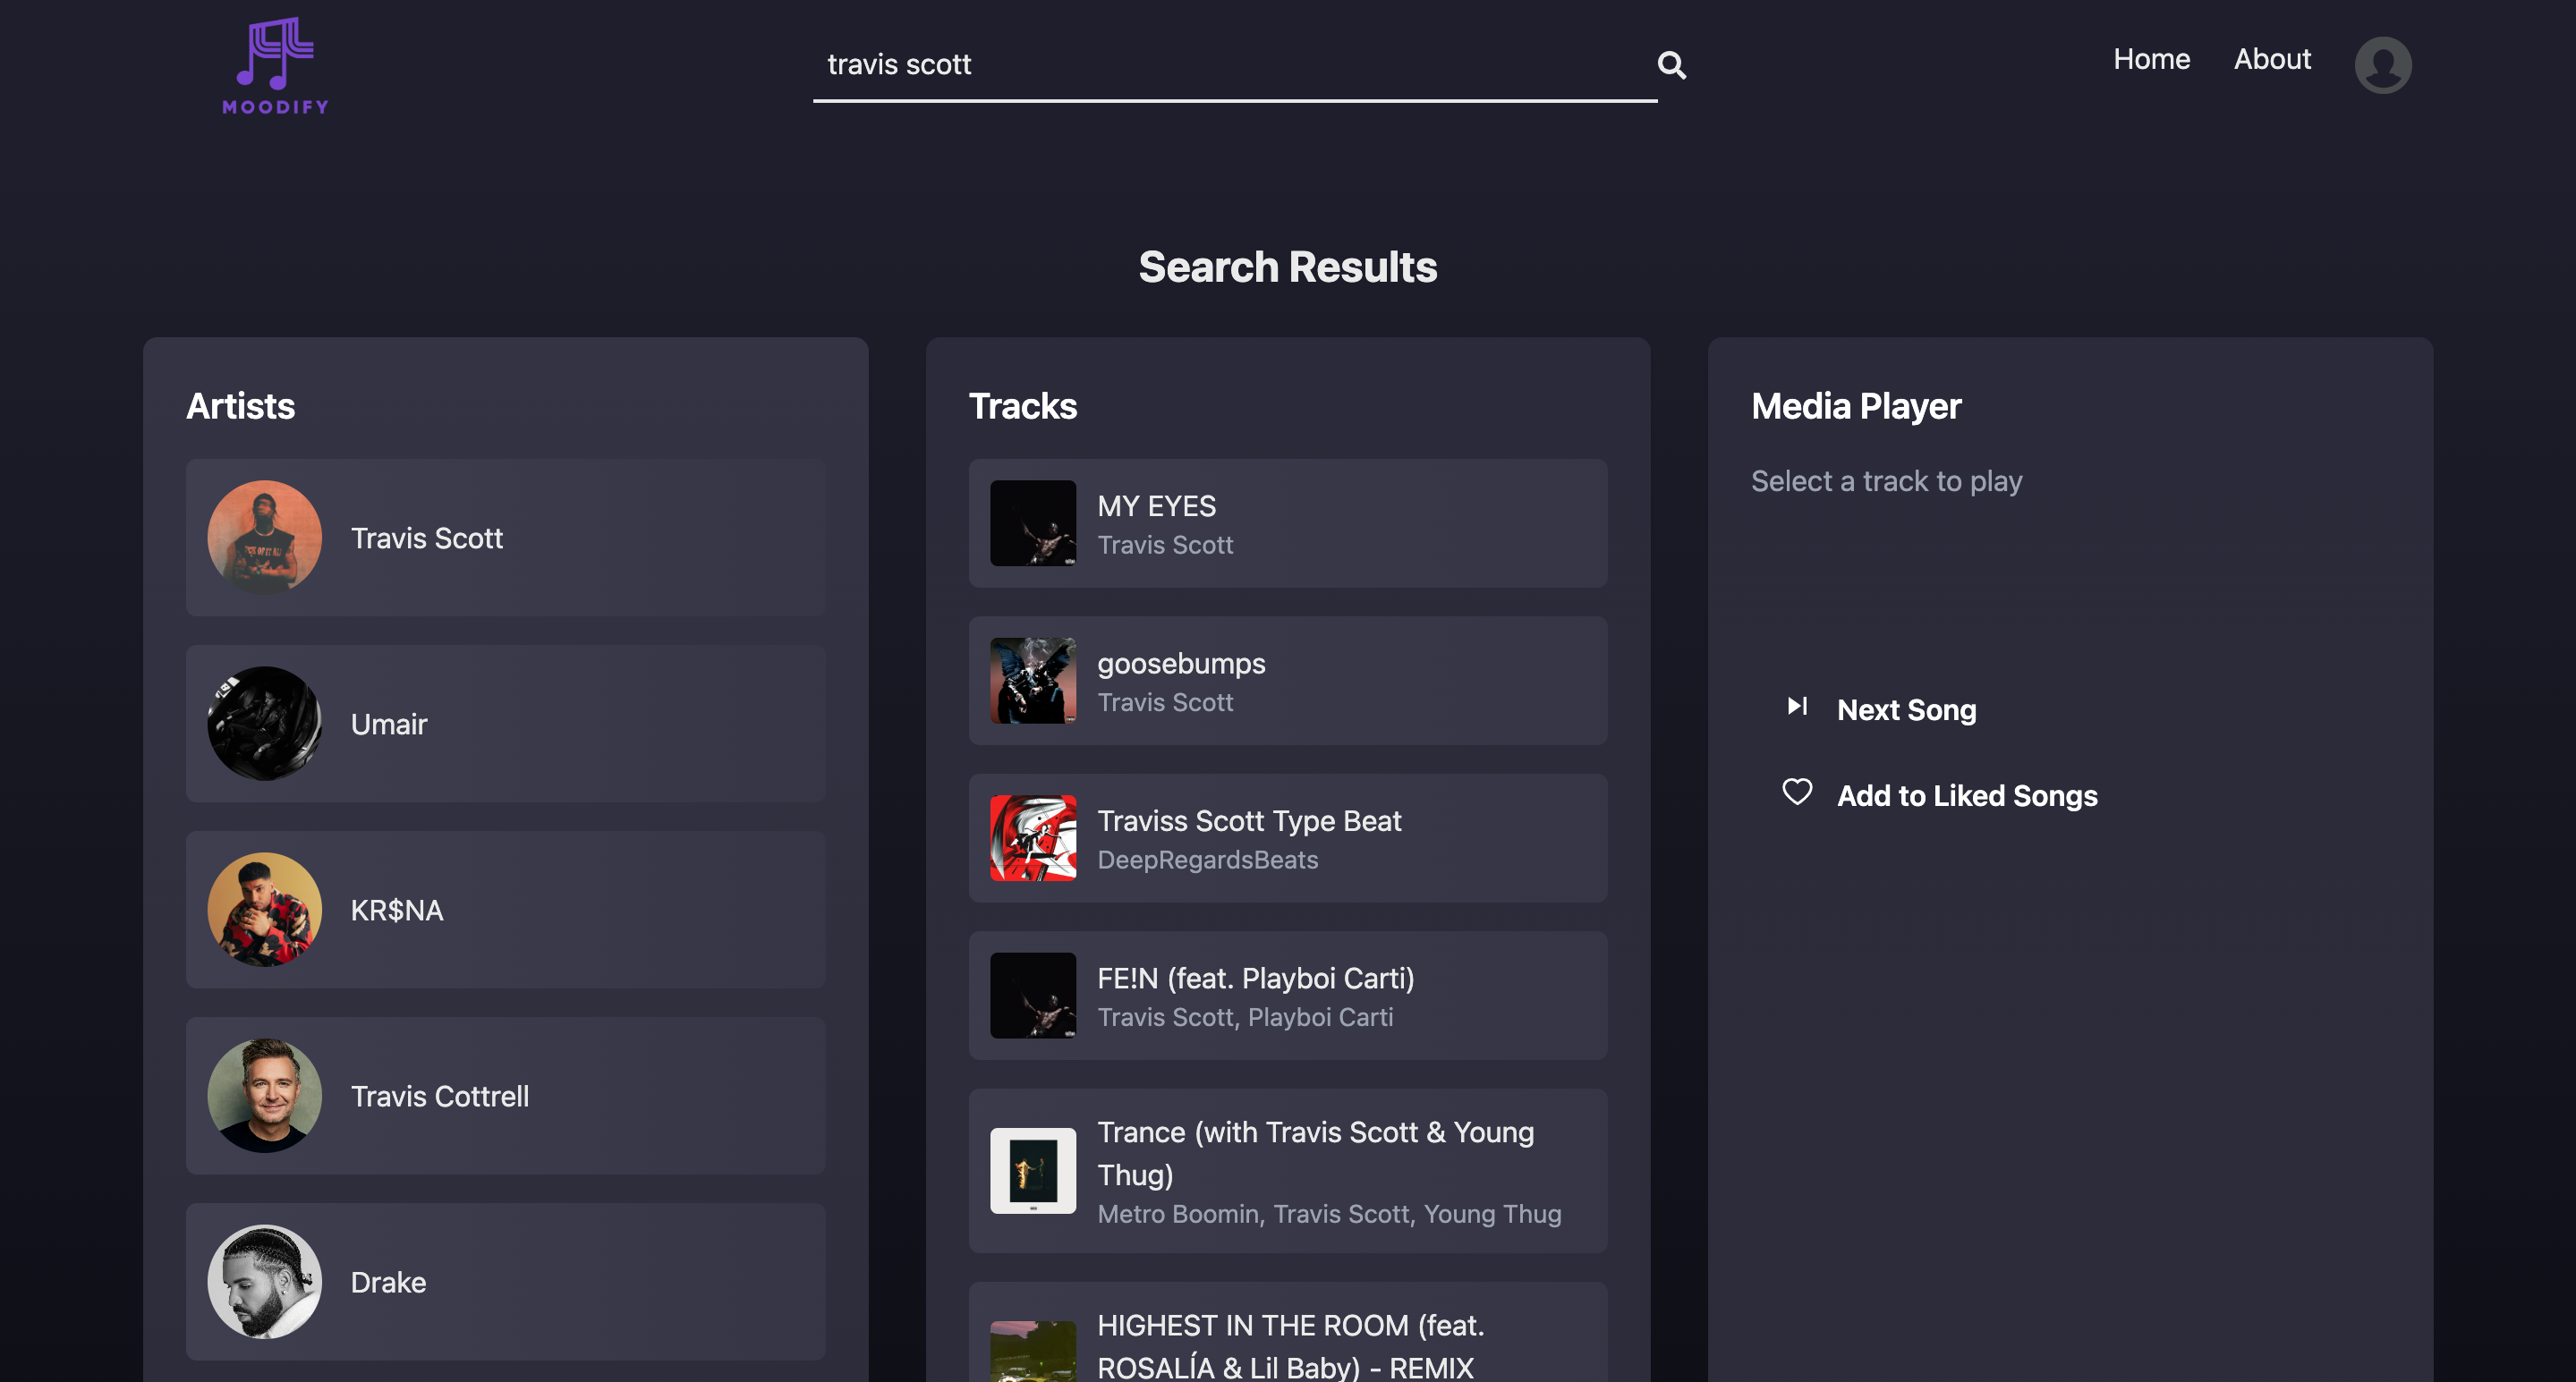 MOODIFY
travis scott
Home
About
Search Results
Artists
Travis Scott
Umair
KR$NA
Travis Cottrell
Drake
Tracks
MY EYES
Travis Scott
goosebumps
Travis Scott
Traviss Scott Type Beat
DeepRegardsBeats
FE!N (feat. Playboi Carti)
Travis Scott, Playboi Carti
Trance (with Travis Scott & Young
Thug)
Metro Boomin, Travis Scott, Young Thug
HIGHEST IN THE ROOM (feat.
ROSALÍA & Lil Baby) - REMIX
Media Player
Select a track to play
Next Song
Add to Liked Songs